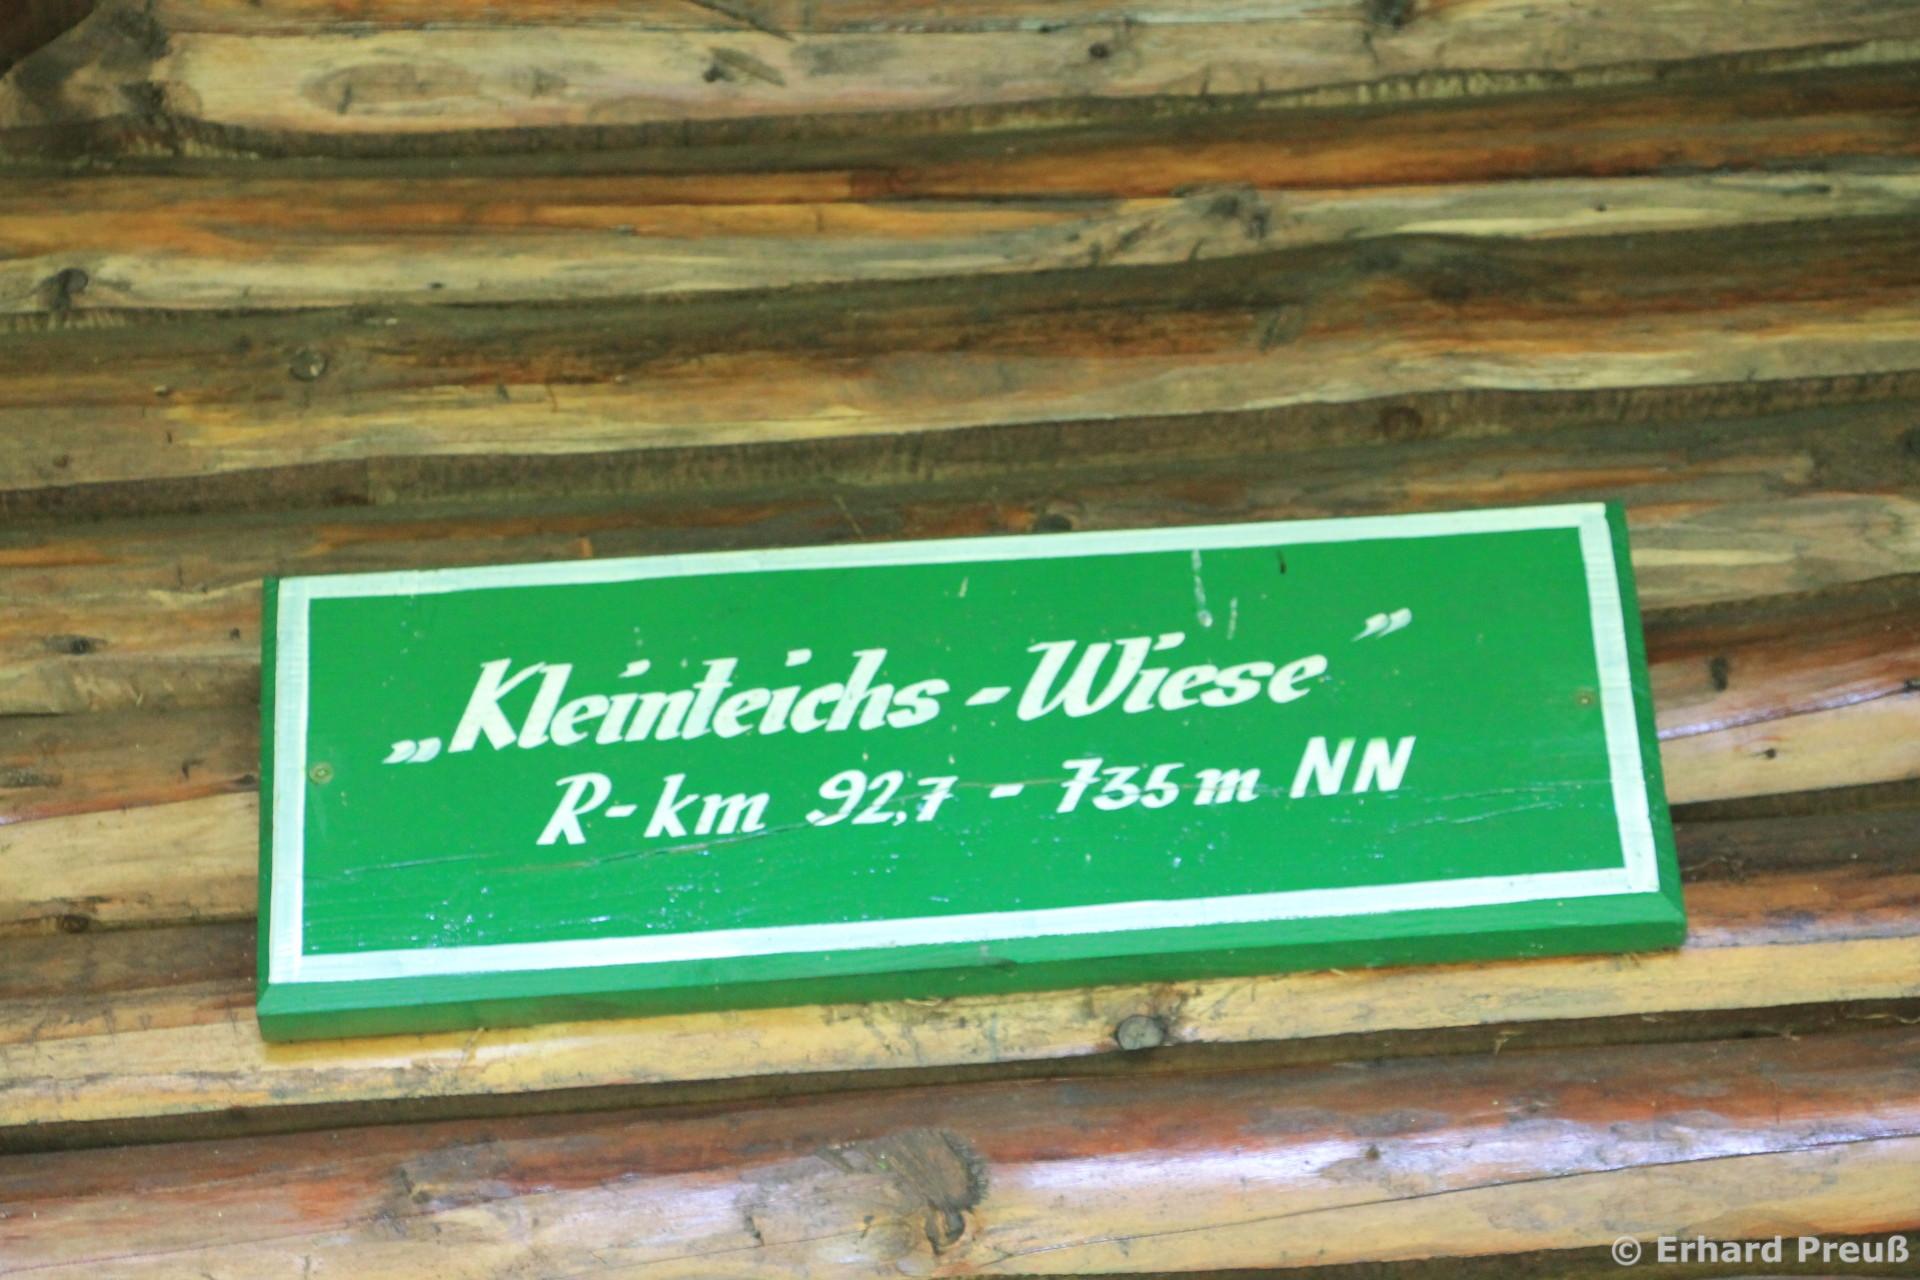 „Kleinteichs-Wiese”
R-km 92,7 - 735 m NN
© Erhard Preuß